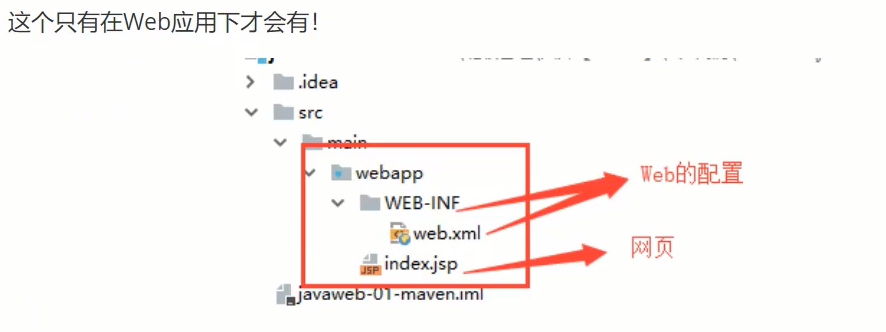 这个只有在Web应用下才会有！
.idea
src
main
webapp
Web的配置
WEB-INF
web.xml
网页
JSP index.jsp
javaweb-01-maven.iml